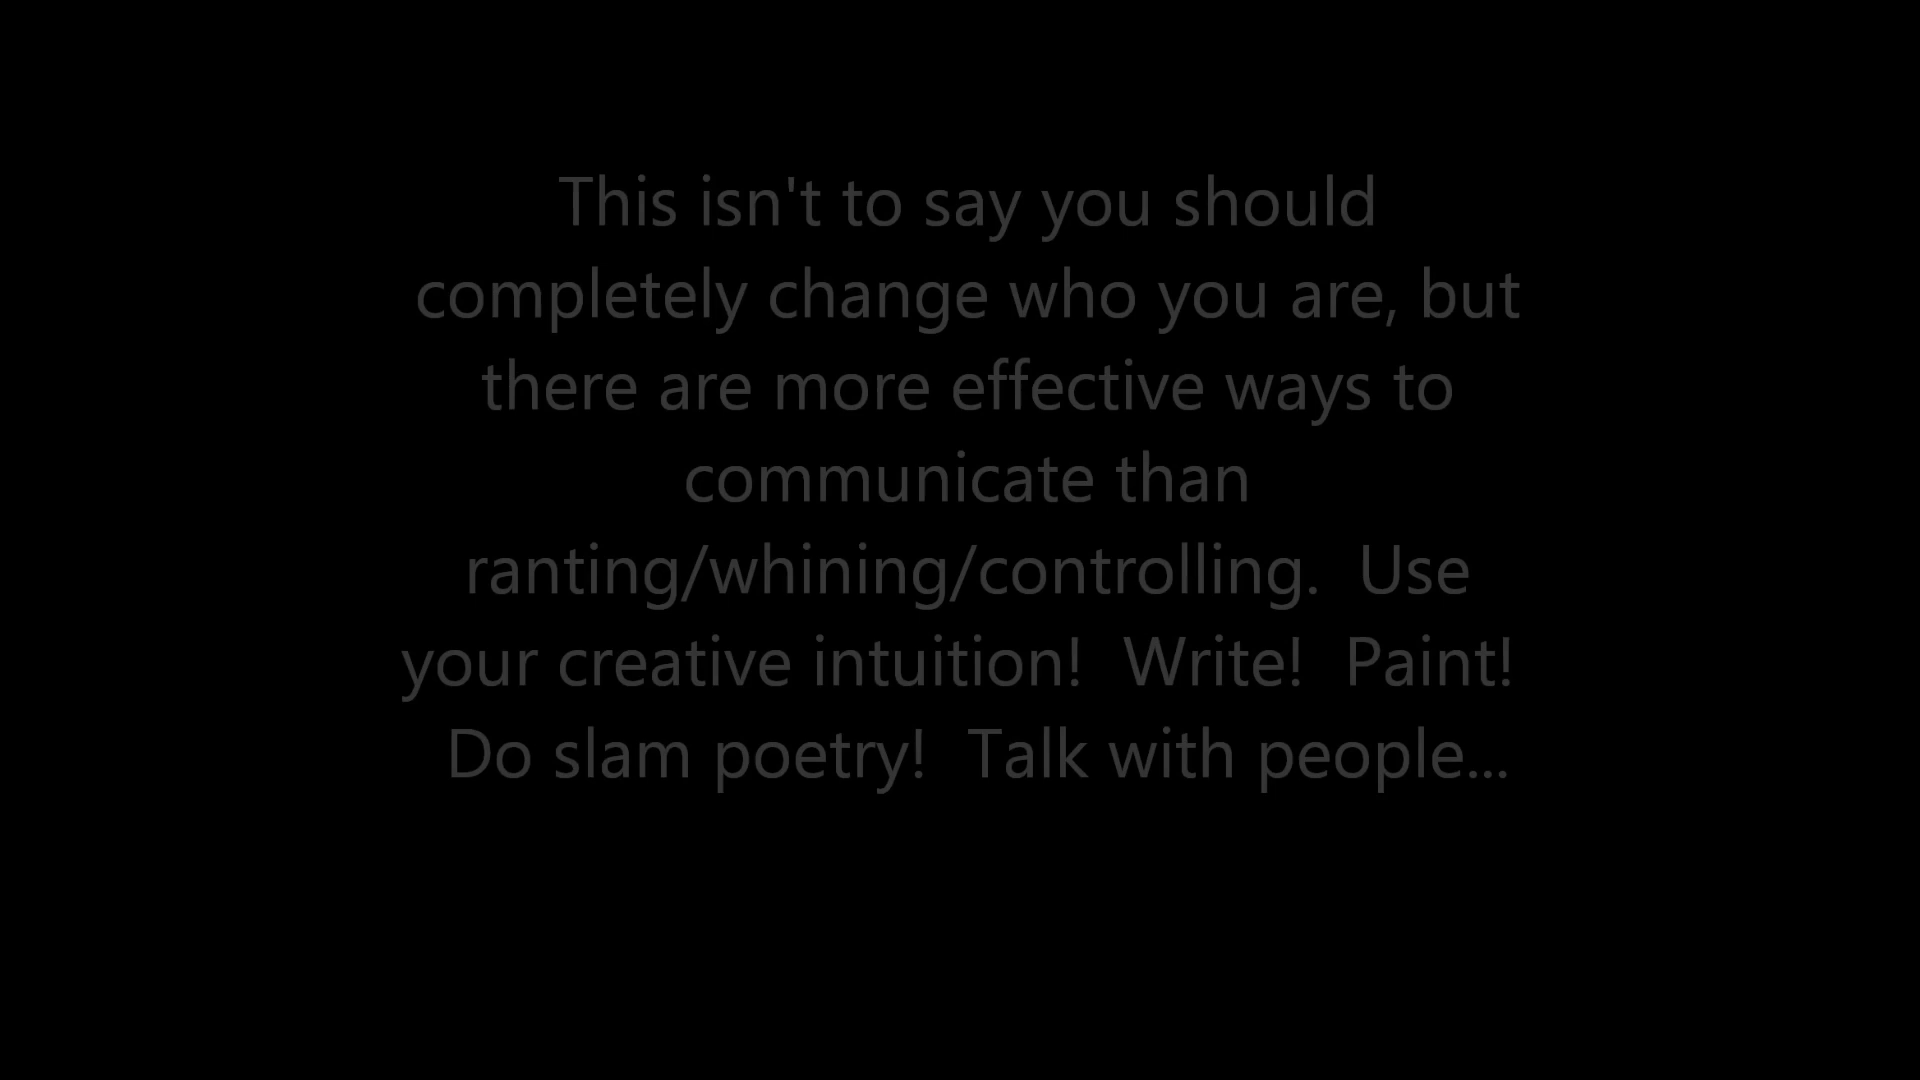 This isn't to say you should
completely change who you are, but
there are more effective ways to
communicate than
ranting/whining/controlling.  Use
your creative intuition!  Write!  Paint!
Do slam poetry!  Talk with people...